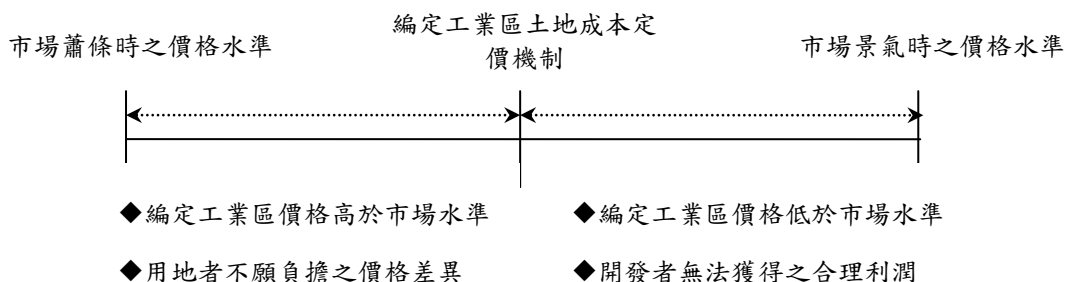 市場蕭條時之價格水準
編定工業區土地成本定
價機制
市場景氣時之價格水準
◆編定工業區價格高於市場水準
◆編定工業區價格低於市場水準
◆用地者不願負擔之價格差異
◆開發者無法獲得之合理利潤